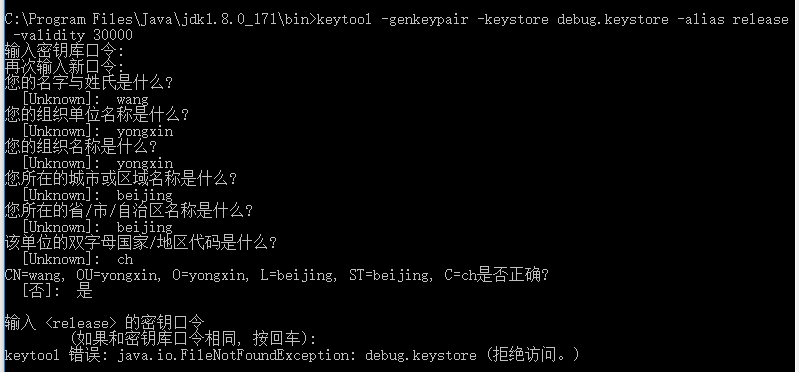 C:\Program Files\Java\jdk1.8.0_171\bin>keytool -genkeypair -keystore debug.keystore -alias release
-validity 30000
输入密钥库口令:
再次输入新口令:
您的名字与姓氏是什么?
[Unknown]:  wang
您的组织单位名称是什么?
[Unknown]:  yongxin
您的组织名称是什么?
[Unknown]:  yongxin
您所在的城市或区域名称是什么?
[Unknown]:  beijing
您所在的省/市/自治区名称是什么?
[Unknown]:  beijing
该单位的双字母国家/地区代码是什么?
[Unknown]:  ch
CN=wang, OU=yongxin, O=yongxin, L=beijing, ST=beijing, C=ch是否正确?
[否]:  是
输入 <release> 的密钥口令
(如果和密钥库口令相同, 按回车):
keytool 错误: java.io.FileNotFoundException: debug.keystore (拒绝访问。)